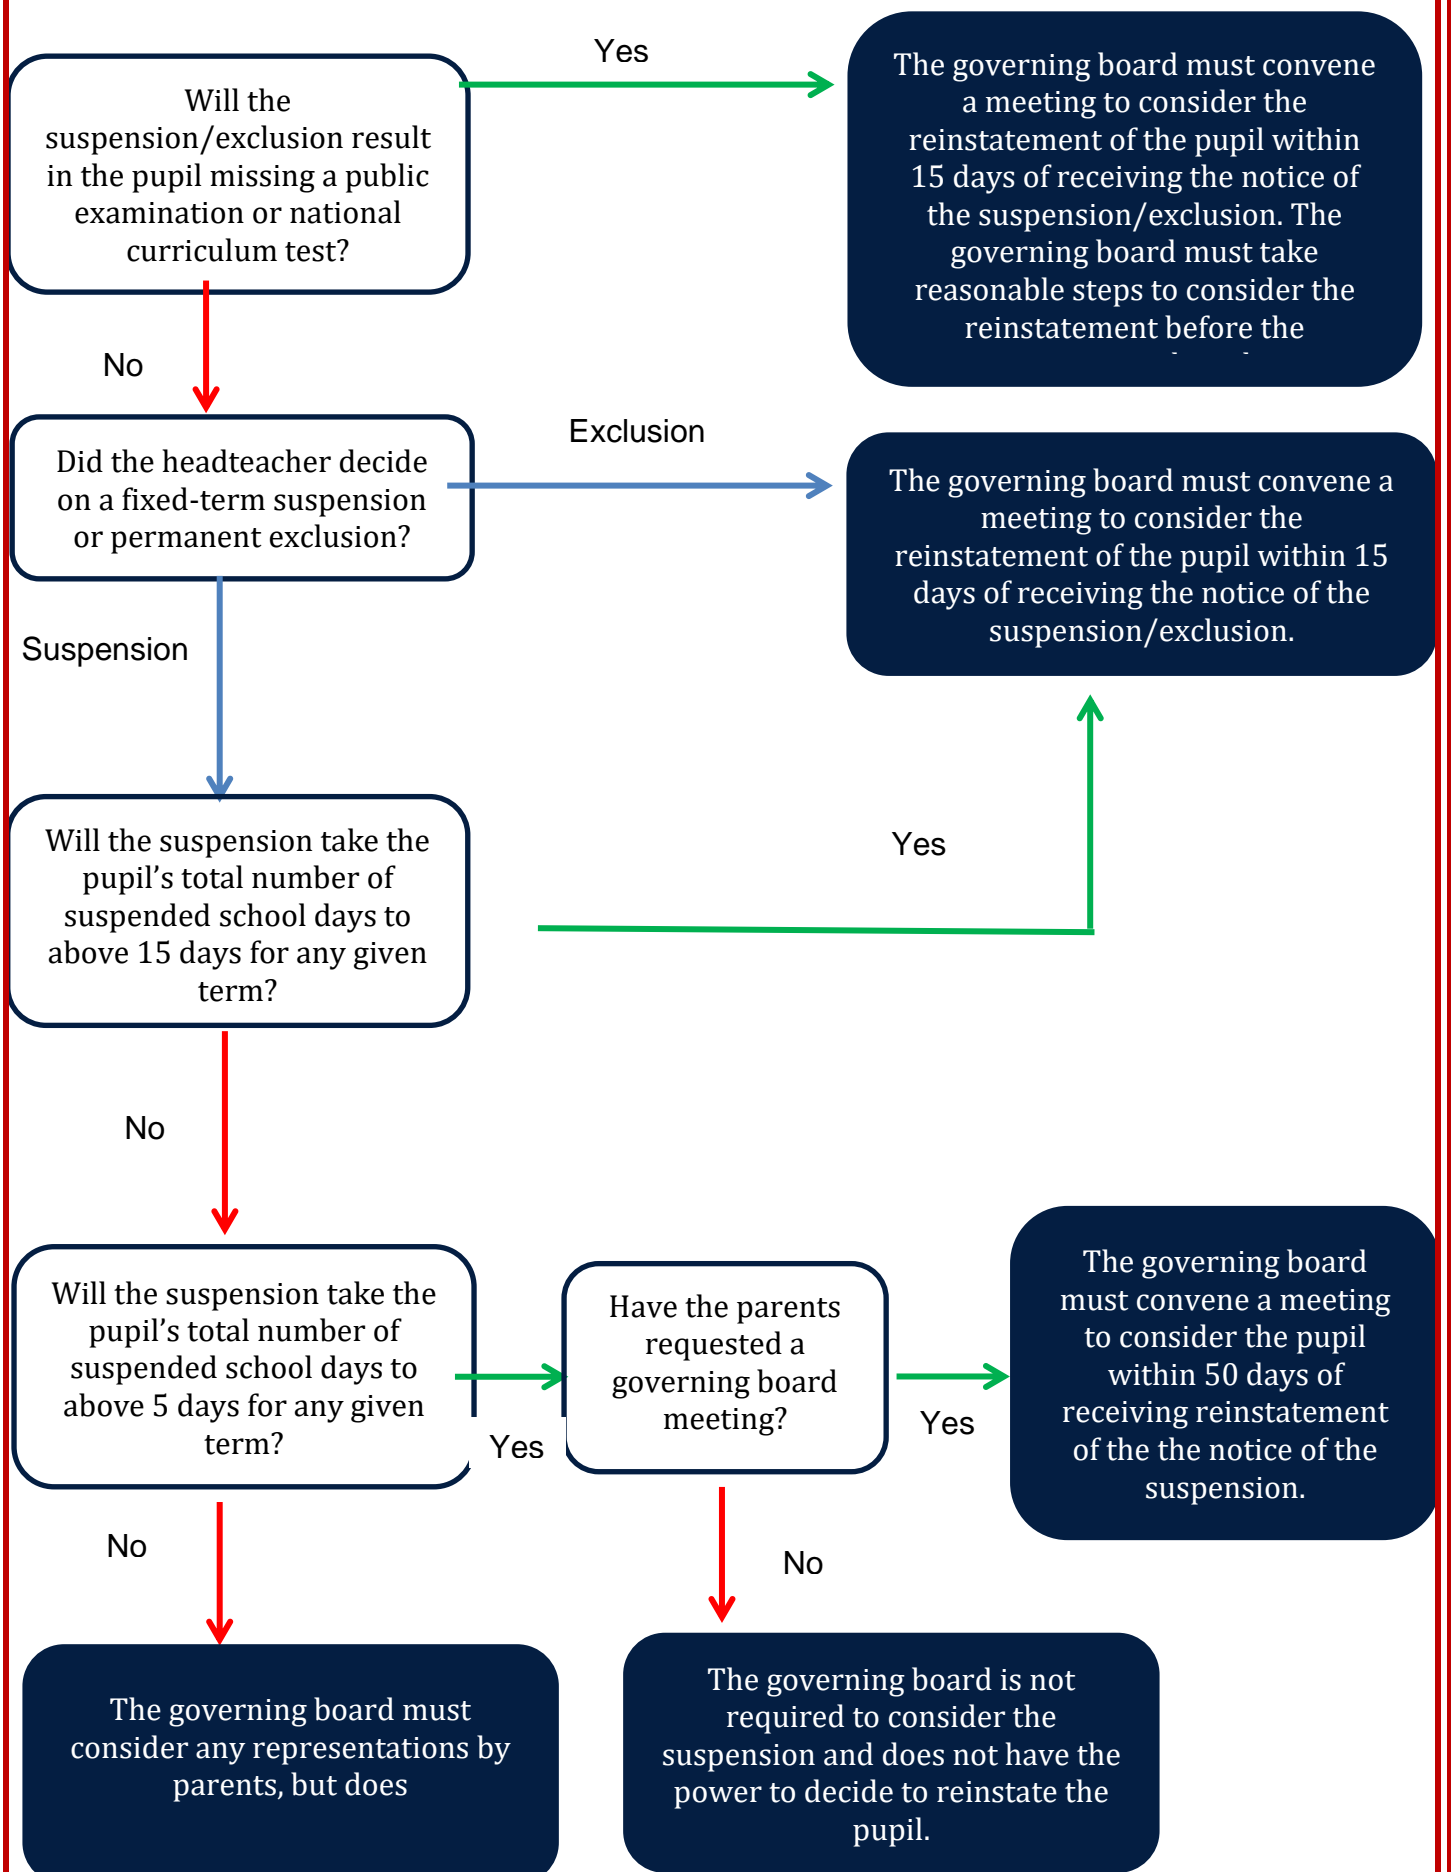 Yes
Will the
suspension/exclusion result
in the pupil missing a public
examination or national
curriculum test?
The governing board must convene
a meeting to consider the
reinstatement of the pupil within
15 days of receiving the notice of
the suspension/exclusion. The
governing board must take
reasonable steps to consider the
reinstatement before the
No
Exclusion
Did the headteacher decide
on a fixed-term suspension
or permanent exclusion?
The governing board must convene a
meeting to consider the
reinstatement of the pupil within 15
days of receiving the notice of the
suspension/exclusion.
Suspension
Will the suspension take the
pupil’s total number of
suspended school days to
above 15 days for any given
term?
Yes
No
Will the suspension take the
pupil’s total number of
suspended school days to
above 5 days for any given
term?
Yes
Have the parents
requested a
governing board
meeting?
Yes
The governing board
must convene a meeting
to consider the pupil
within 50 days of
receiving reinstatement
of the the notice of the
suspension.
No
No
The governing board must
consider any representations by
parents, but does
The governing board is not
required to consider the
suspension and does not have the
power to decide to reinstate the
pupil.